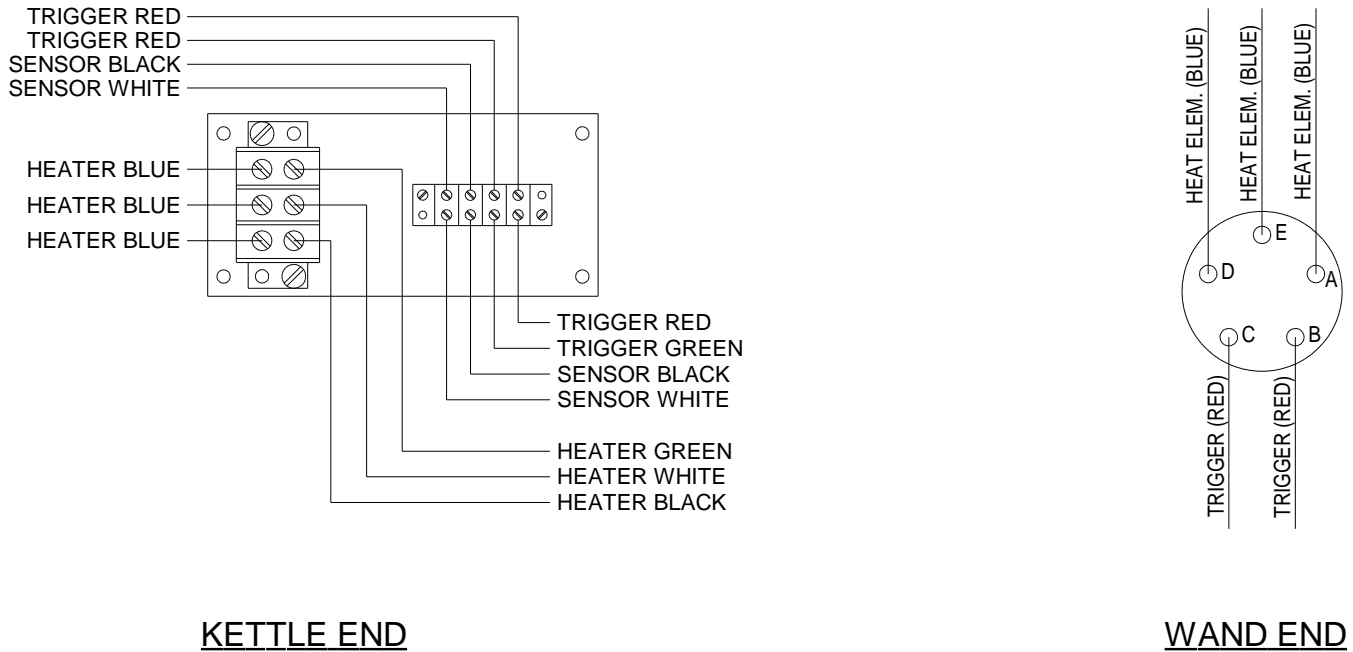 TRIGGER RED
TRIGGER RED
SENSOR BLACK
SENSOR WHITE
HEATER BLUE
HEATER BLUE
HEATER BLUE
TRIGGER RED
TRIGGER GREEN
SENSOR BLACK
SENSOR WHITE
HEATER GREEN
HEATER WHITE
HEATER BLACK
KETTLE END
HEAT ELEM. (BLUE)
HEAT ELEM. (BLUE)
HEAT ELEM. (BLUE)
E
D
A
C
B
TRIGGER (RED)
TRIGGER (RED)
WAND END